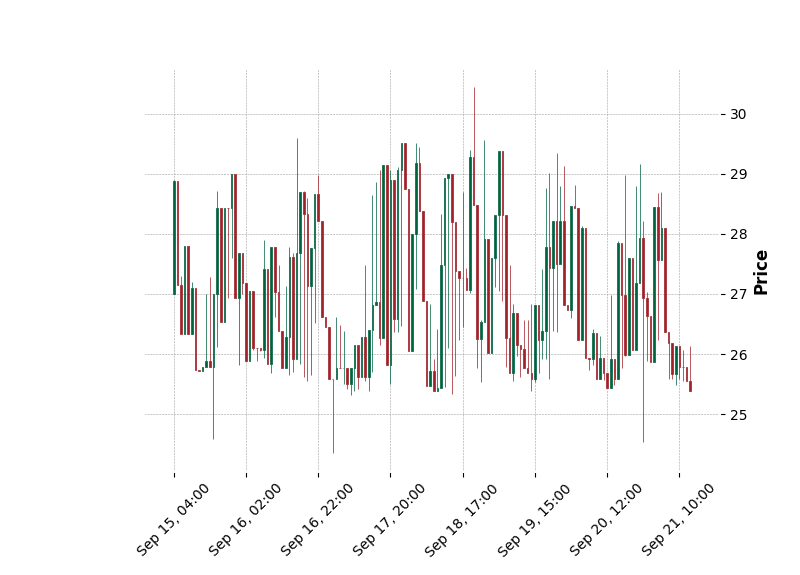 30
29
28
27
26
25
Price
Sep 15, 04:00
Sep 16, 02:00
Sep 16, 22:00
Sep 17, 20:00
Sep 18, 17:00
Sep 19, 15:00
Sep 20, 12:00
Sep 21, 10:00